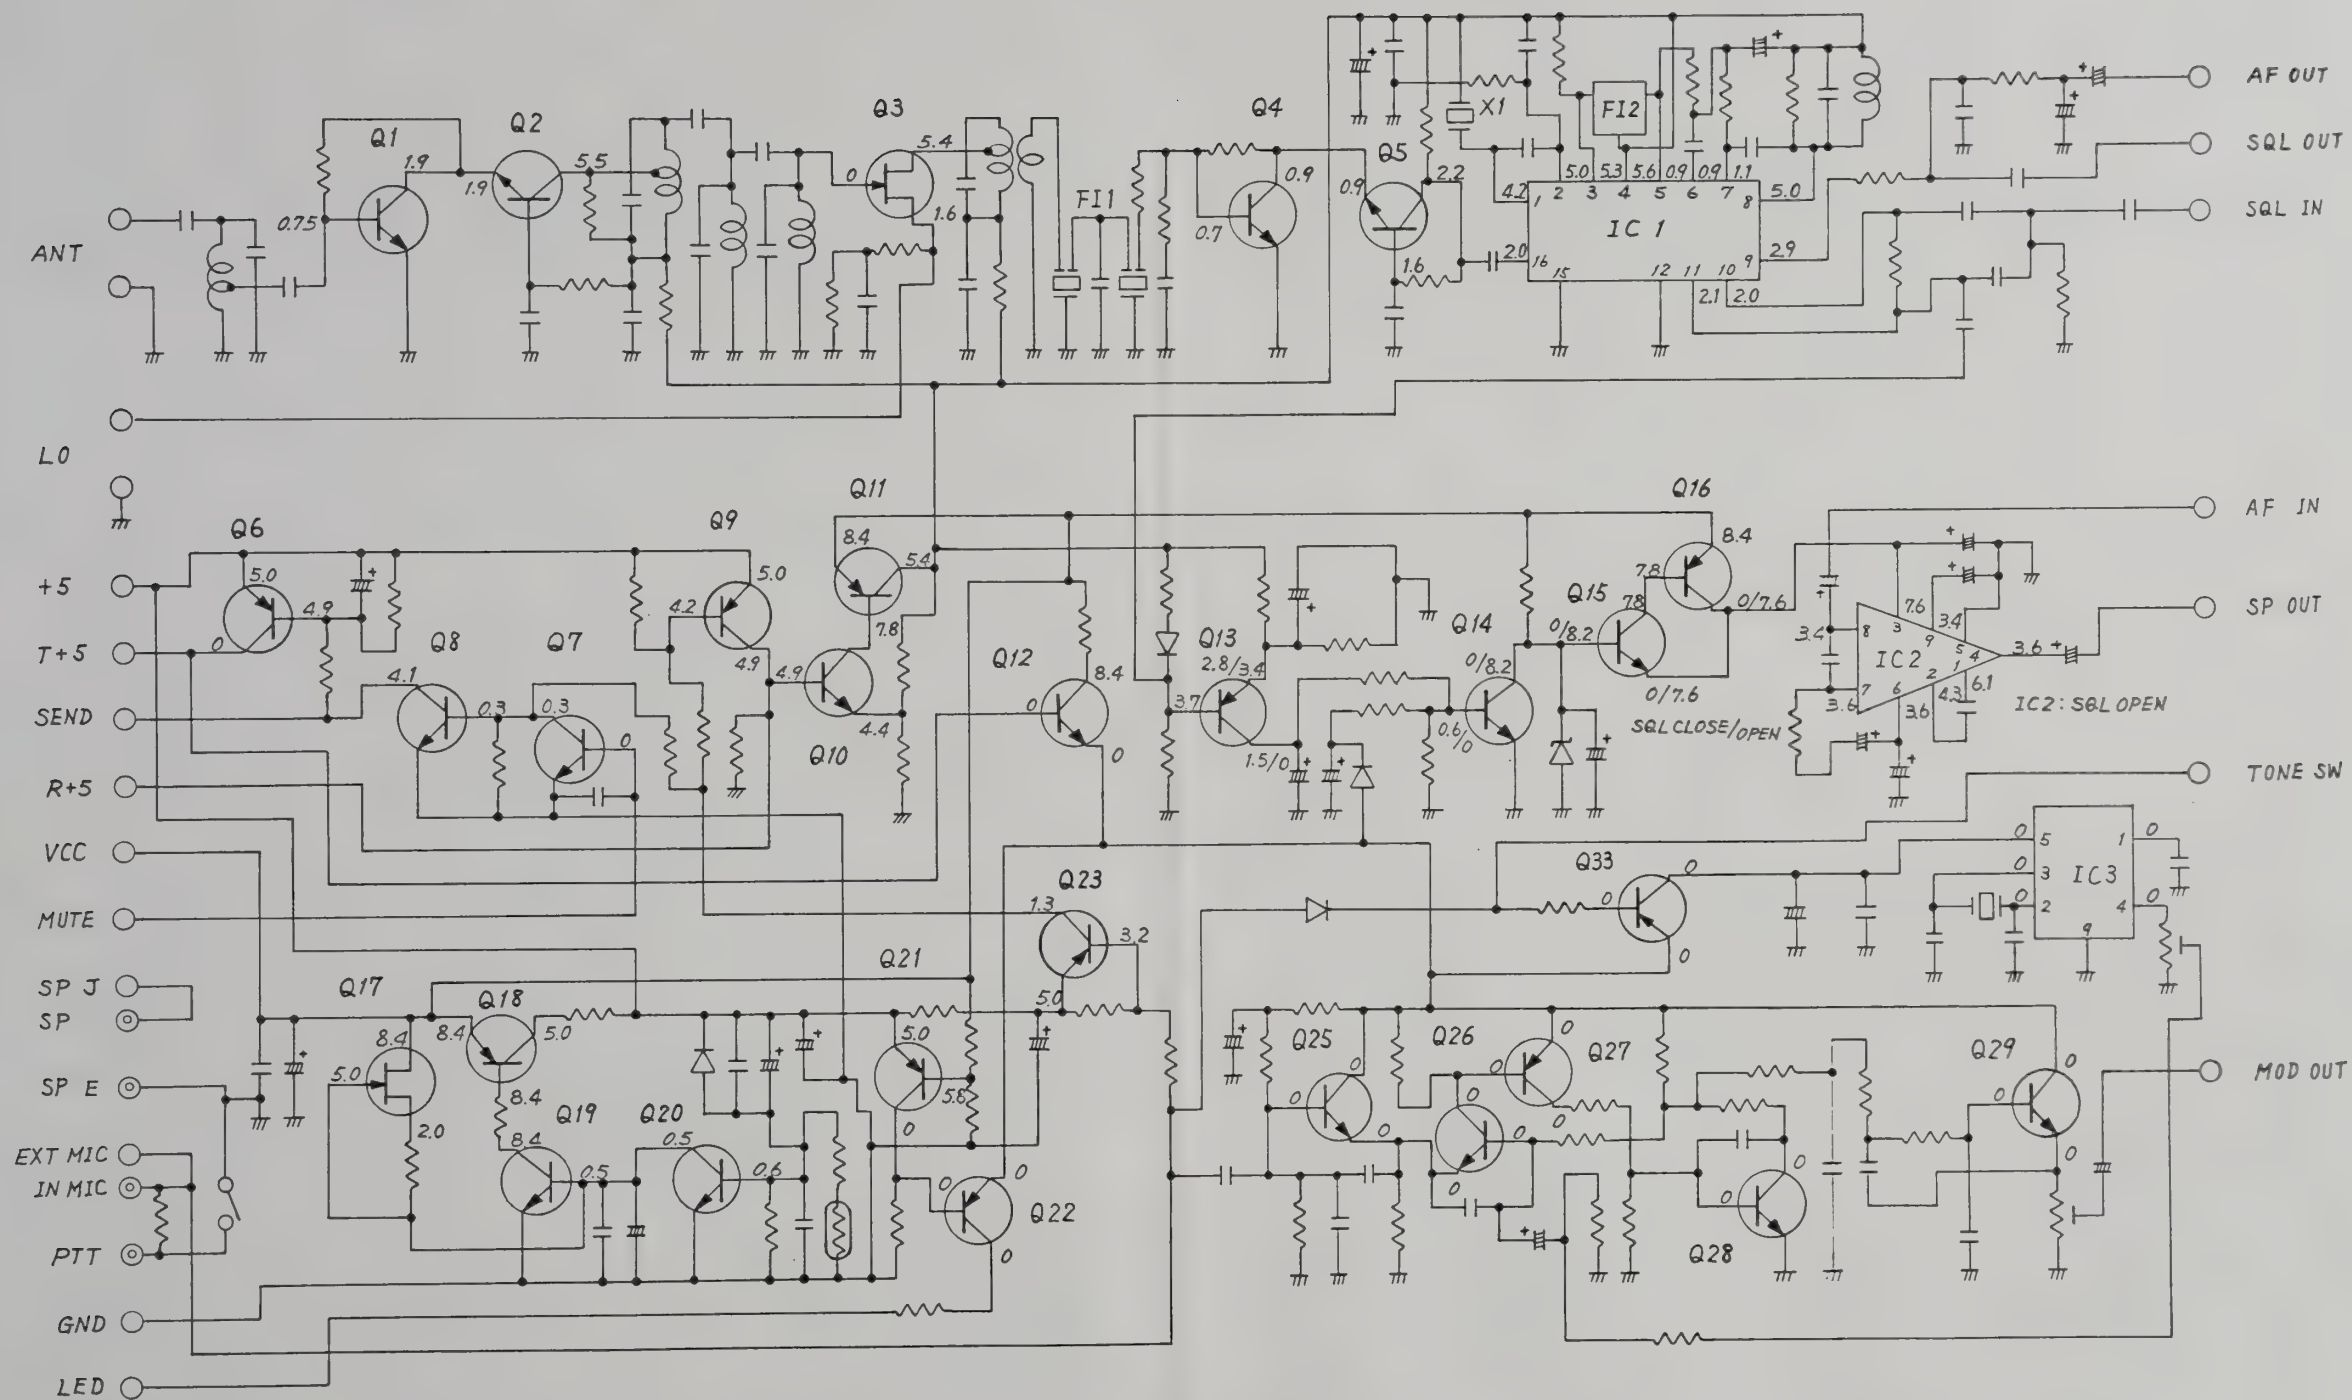 Q1
Q2
Q3
Q4
Q5
X1
FI2
FI1
AF OUT
SQL OUT
SQL IN
ANT
1.9
1.9
0.75
5.5
0
5.4
1.6
0.9
0.7
0.9
2.2
1.6
2.0
4.2
5.0 5.3 5.6 0.9 0.9 1.1
1 2 3 4 5 6 7 8
5.0
IC 1
16 15 12 11 10 9
2.9
2.1 2.0
LO
Q6
Q9
Q11
Q16
AF IN
+5
5.0
4.9
0
4.2
5.0
4.9
8.4
5.4
7.8
4.9
4.4
Q10
T+5
Q8
Q7
4.1
0.3
0.3
0
SEND
Q12
8.4
0
0
Q13
2.8/3.4
3.7
1.5/0
Q14
0/8.2
0.6/0
Q15
0/8.2
7.8
7.8
8.4
0/7.6
0/7.6
SQL CLOSE/OPEN
SP OUT
7.6
3.4
3.4
8 3 9 5
IC2
1 4
3.6
7 6 2
3.6
3.6
4.3
6.1
IC2: SQL OPEN
R+5
TONE SW
VCC
MUTE
Q23
1.3
3.2
5.0
Q33
0
0
0
0
5
1
0
0
3
IC3
0
2
4
0
9
SP J
SP
SP E
EXT MIC
IN MIC
PTT
GND
LED
Q17
8.4
5.0
2.0
Q18
8.4
5.0
8.4
Q19
8.4
0.5
Q20
0.5
0.6
Q21
5.0
5.8
0
Q22
0
0
0
Q25
0
0
0
Q26
0
0
0
Q27
0
0
Q28
0
0
Q29
0
0
0
MOD OUT